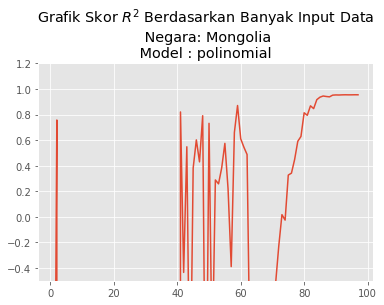 Grafik Skor R² Berdasarkan Banyak Input Data
Negara: Mongolia
Model : polinomial
1.2
1.0
0.8
0.6
0.4
0.2
0.0
−0.2
−0.4
0 20 40 60 80 100